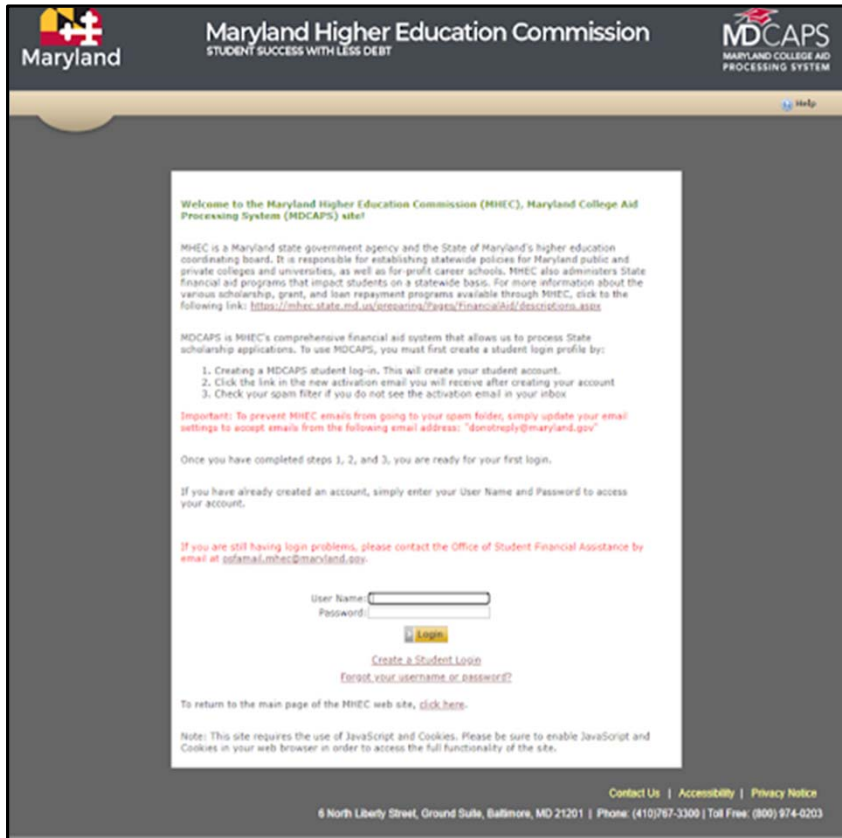 Maryland
Maryland Higher Education Commission
STUDENT SUCCESS WITH LESS DEBT
MDCAPS
MARYLAND COLLEGE AID
PROCESSING SYSTEM
Help
Welcome to the Maryland Higher Education Commission (MHEC), Maryland College Aid
Processing System (MDCAPS) site!
MHEC is a Maryland state government agency and the State of Maryland's higher education
coordinating board. It is responsible for establishing statewide policies for Maryland public and
private colleges and universities, as well as for-profit career schools. MHEC also administers State
financial aid programs that impact students on a statewide basis. For more information about the
various scholarship, grant, and loan repayment programs available through MHEC, click to the
following link: https://mhec.state.md.us/preparing/Pages/FinancialAid/descriptions.aspx
MDCAPS is MHEC's comprehensive financial aid system that allows us to process State
scholarship applications. To use MDCAPS, you must first create a student login profile by:
1. Creating a MDCAPS student log-in. This will create your student account.
2. Click the link in the new activation email you will receive after creating your account
3. Check your spam filter if you do not see the activation email in your inbox
Important: To prevent MHEC emails from going to your spam folder, simply update your email
settings to accept emails from the following email address: "donotreply@maryland.gov"
Once you have completed steps 1, 2, and 3, you are ready for your first login.
If you have already created an account, simply enter your User Name and Password to access
your account.
If you are still having login problems, please contact the Office of Student Financial Assistance by
email at osfamail.mhec@maryland.gov.
User Name:
Password:
Login
Create a Student Login
Forgot your username or password?
To return to the main page of the MHEC web site, click here.
Note: This site requires the use of JavaScript and Cookies. Please be sure to enable JavaScript and
Cookies in your web browser in order to access the full functionality of the site.
Contact Us | Accessibility | Privacy Notice
6 North Liberty Street, Ground Suite, Baltimore, MD 21201 | Phone: (410)767-3300 | Toll Free: (800) 974-0203